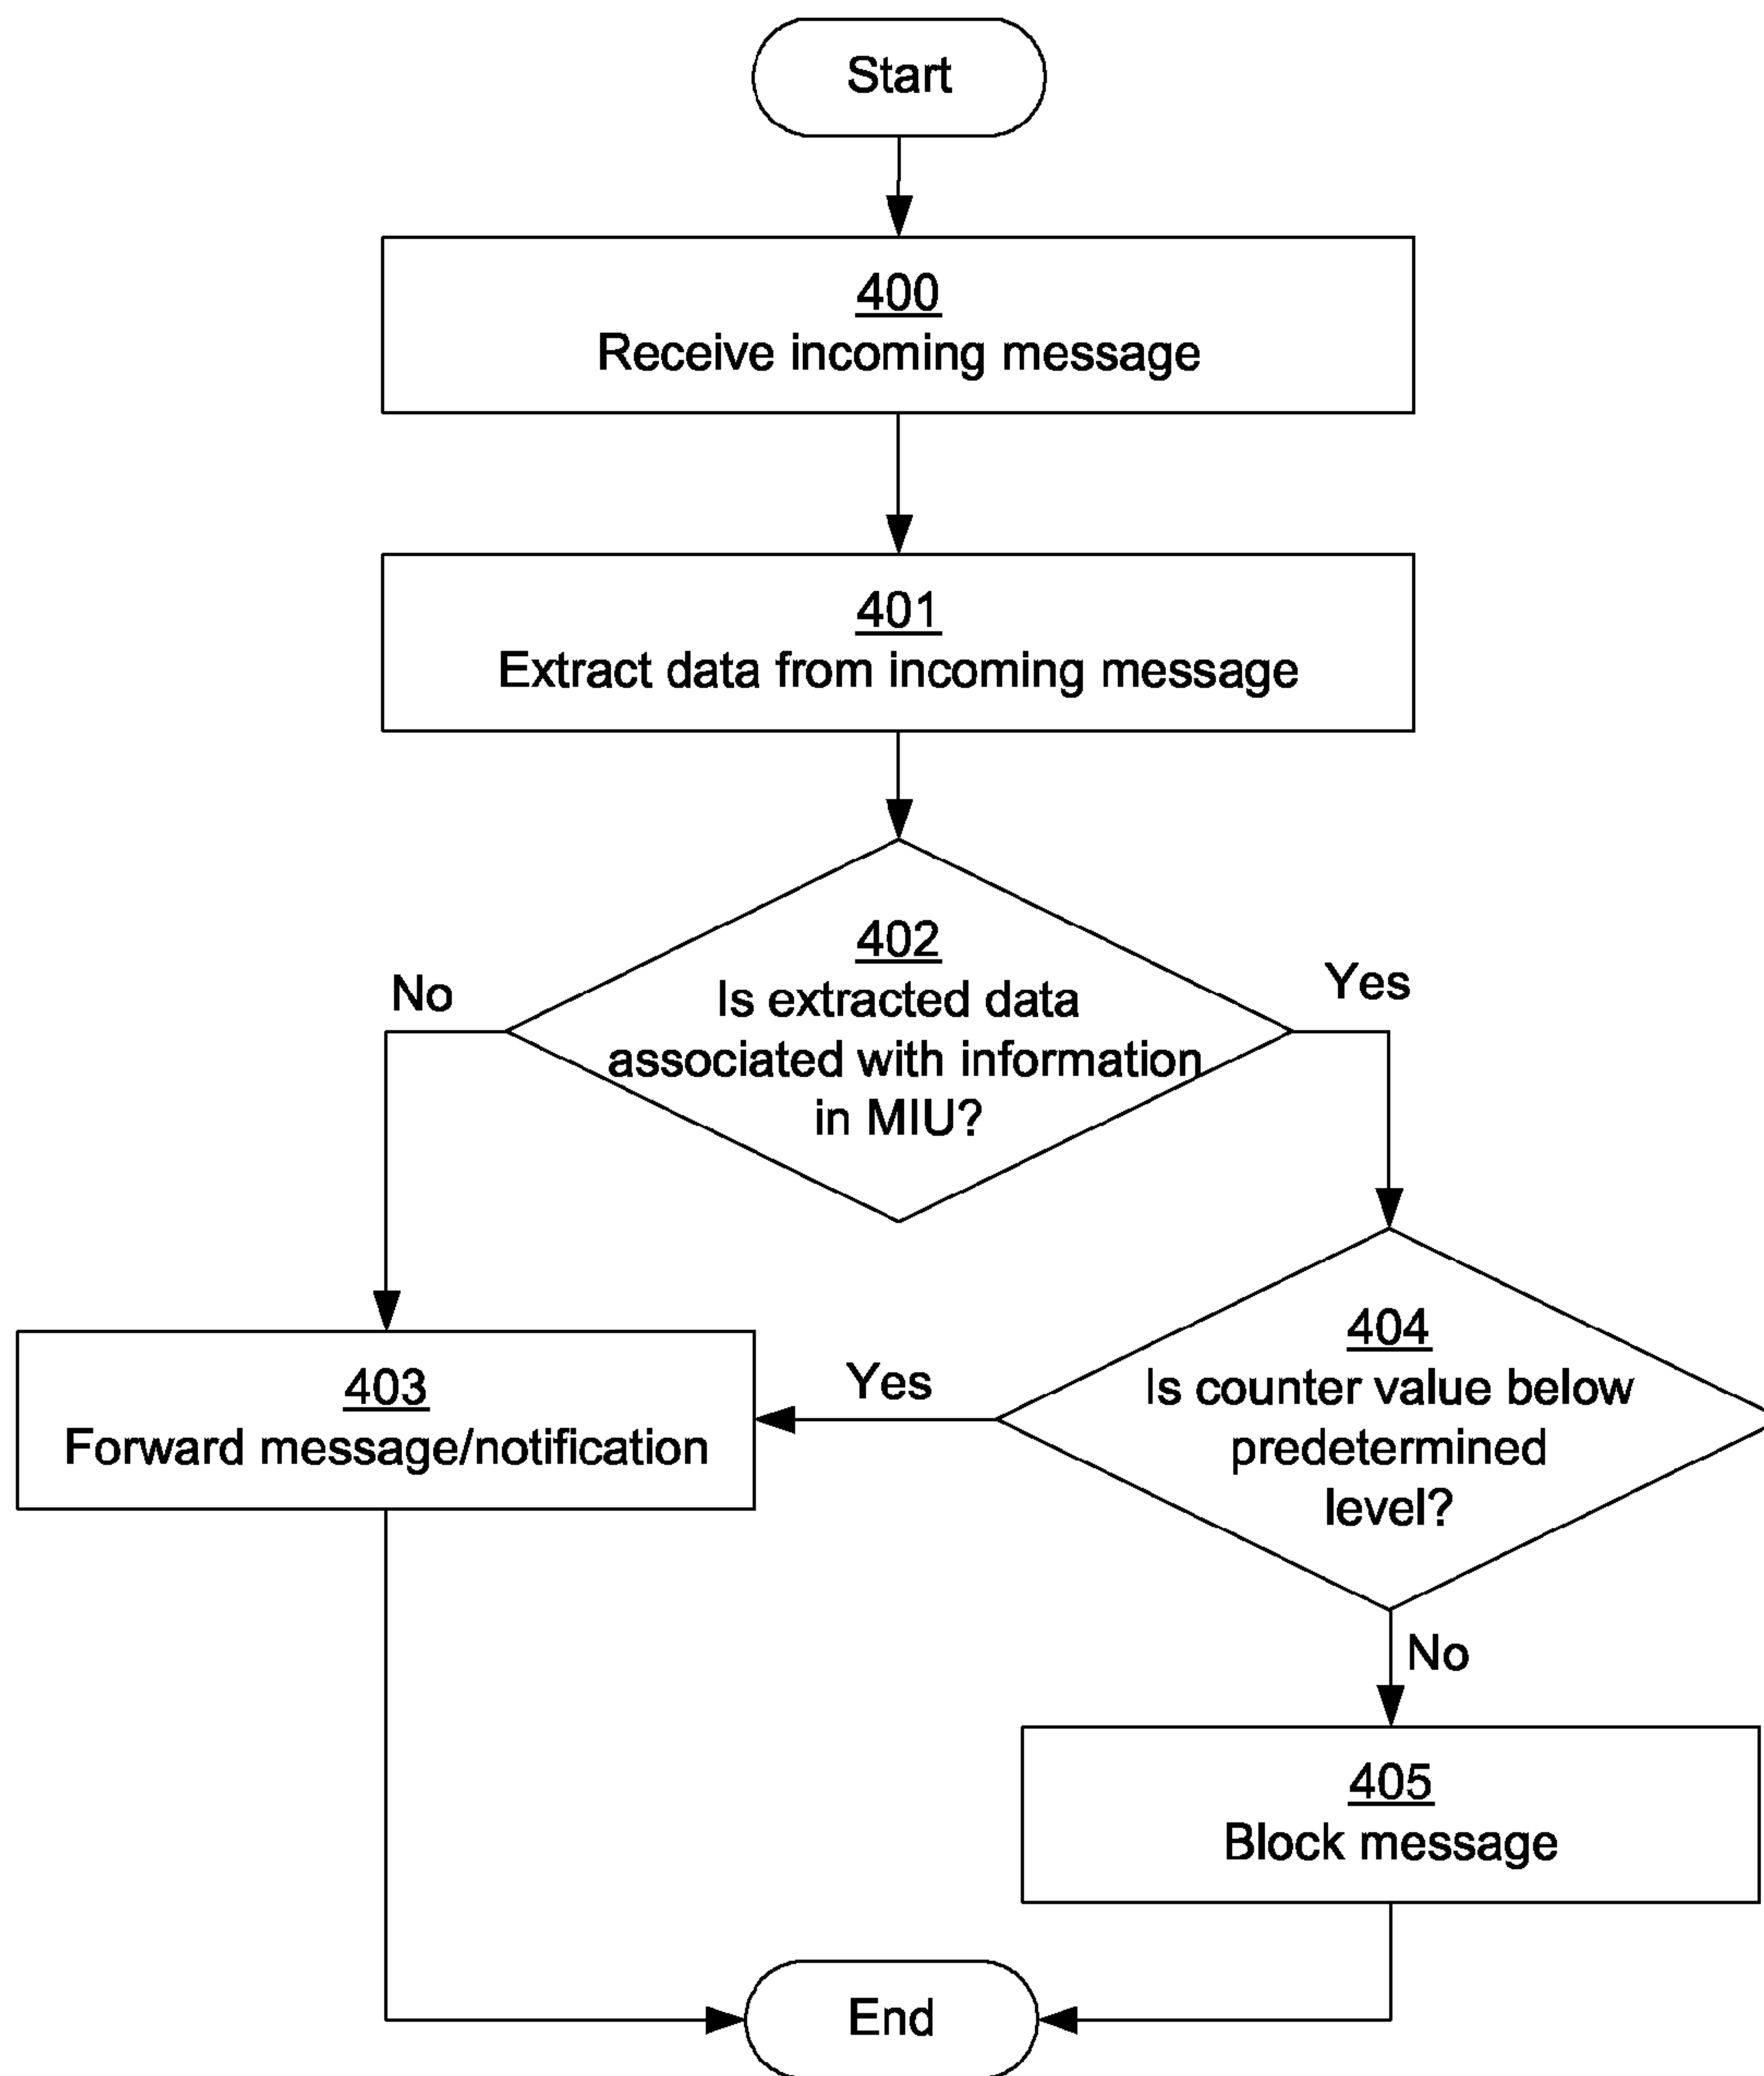 Start
400
Receive incoming message
401
Extract data from incoming message
402
Is extracted data
associated with information
in MIU?
No
Yes
403
Forward message/notification
Yes
404
Is counter value below
predetermined
level?
No
405
Block message
End